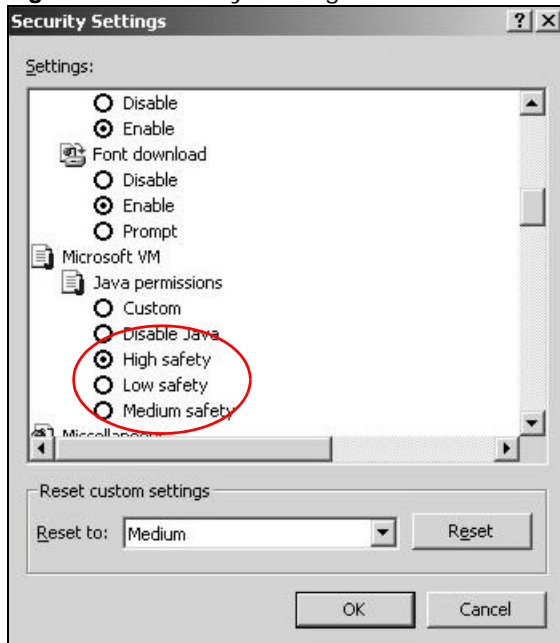 Security Settings
Settings:
Disable
Enable
Font download
Disable
Enable
Prompt
Microsoft VM
Java permissions
Custom
Disable Java
High safety
Low safety
Medium safety
Miscellaneous
Reset custom settings
Reset to: Medium Reset
OK Cancel